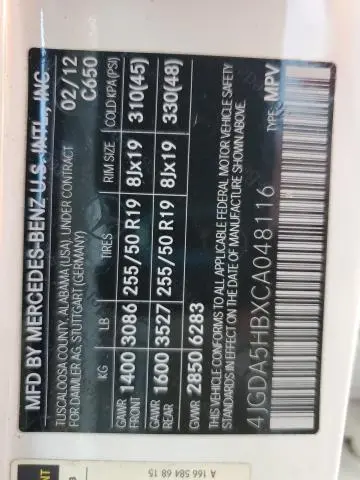 MFD BY MERCEDES-BENZ U.S. INT'L., INC.
TUSCALOOSA COUNTY, ALABAMA (USA) UNDER CONTRACT 02/12
FOR DAIMLER AG, STUTTGART (GERMANY) C650
KG LB TIRES RIM SIZE COLD KPA(PSI)
GAWR FRONT 1400 3086 255/50 R19 8Jx19 310(45)
GAWR REAR 1600 3527 255/50 R19 8Jx19 330(48)
GVWR 2850 6283
THIS VEHICLE CONFORMS TO ALL APPLICABLE FEDERAL MOTOR VEHICLE SAFETY
STANDARDS IN EFFECT ON THE DATE OF MANUFACTURE SHOWN ABOVE.
4JGDA5HBXCA048116 TYPE: MPV
A 166 584 68 15